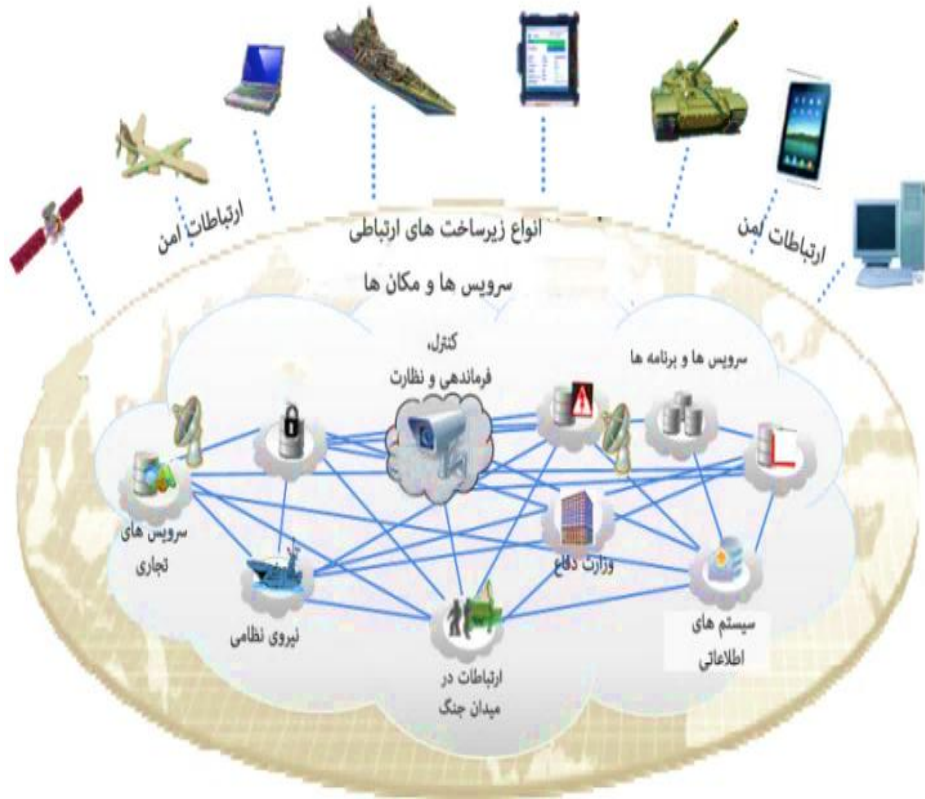 ارتباطات امن
ارتباطات امن
انواع زیرساخت های ارتباطی
سرویس ها و مکان ها
کنترل،
فرماندهی و نظارت
سرویس ها و برنامه ها
سرویس های
تجاری
وزارت دفاع
نیروی نظامی
سیستم های
اطلاعاتی
ارتباطات در
میدان جنگ